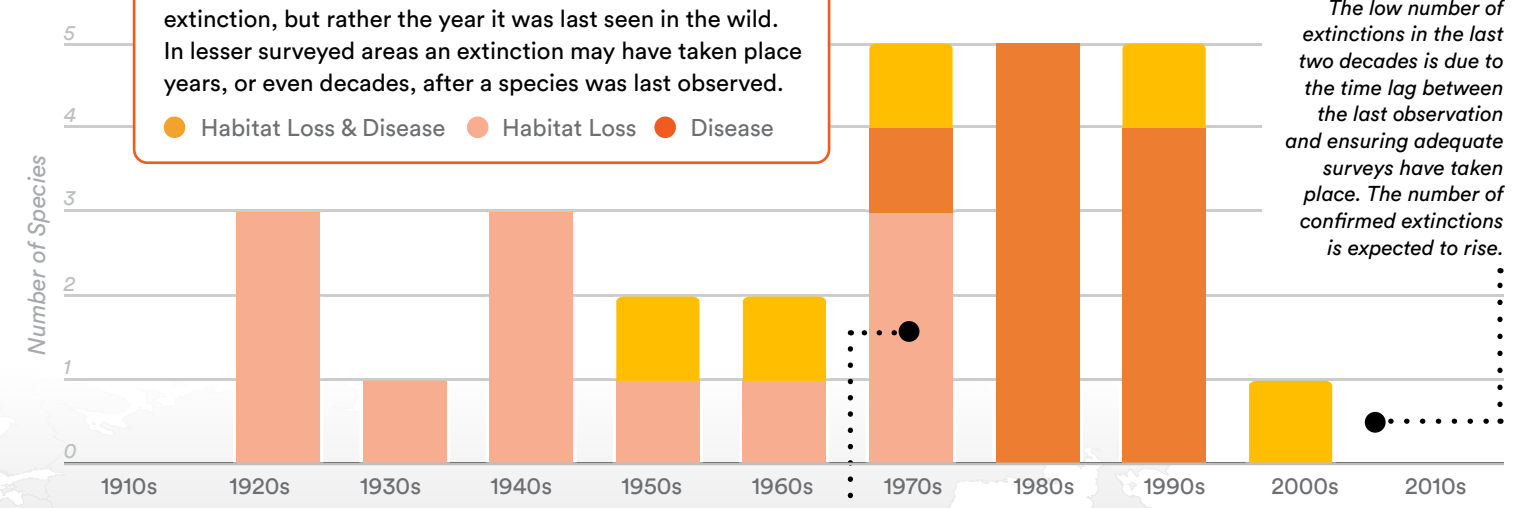 extinction, but rather the year it was last seen in the wild.
In lesser surveyed areas an extinction may have taken place
years, or even decades, after a species was last observed.
Habitat Loss & Disease Habitat Loss Disease
The low number of
extinctions in the last
two decades is due to
the time lag between
the last observation
and ensuring adequate
surveys have taken
place. The number of
confirmed extinctions
is expected to rise.
Number of Species
5
4
3
2
1
0
1910s 1920s 1930s 1940s 1950s 1960s 1970s 1980s 1990s 2000s 2010s